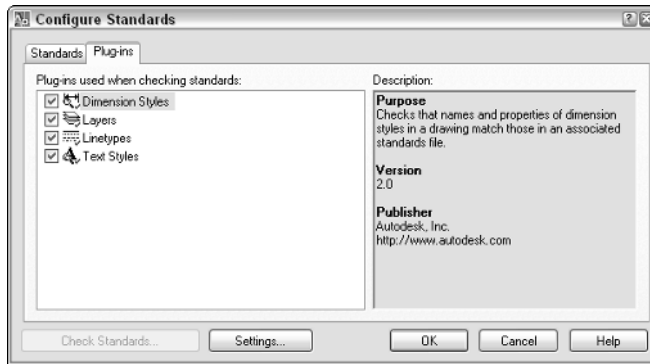 Configure Standards
Standards
Plug-ins
Plug-ins used when checking standards:
Dimension Styles
Layers
Linetypes
Text Styles
Description:
Purpose
Checks that names and properties of dimension
styles in a drawing match those in an associated
standards file.
Version
2.0
Publisher
Autodesk, Inc.
http://www.autodesk.com
Check Standards...
Settings...
OK
Cancel
Help